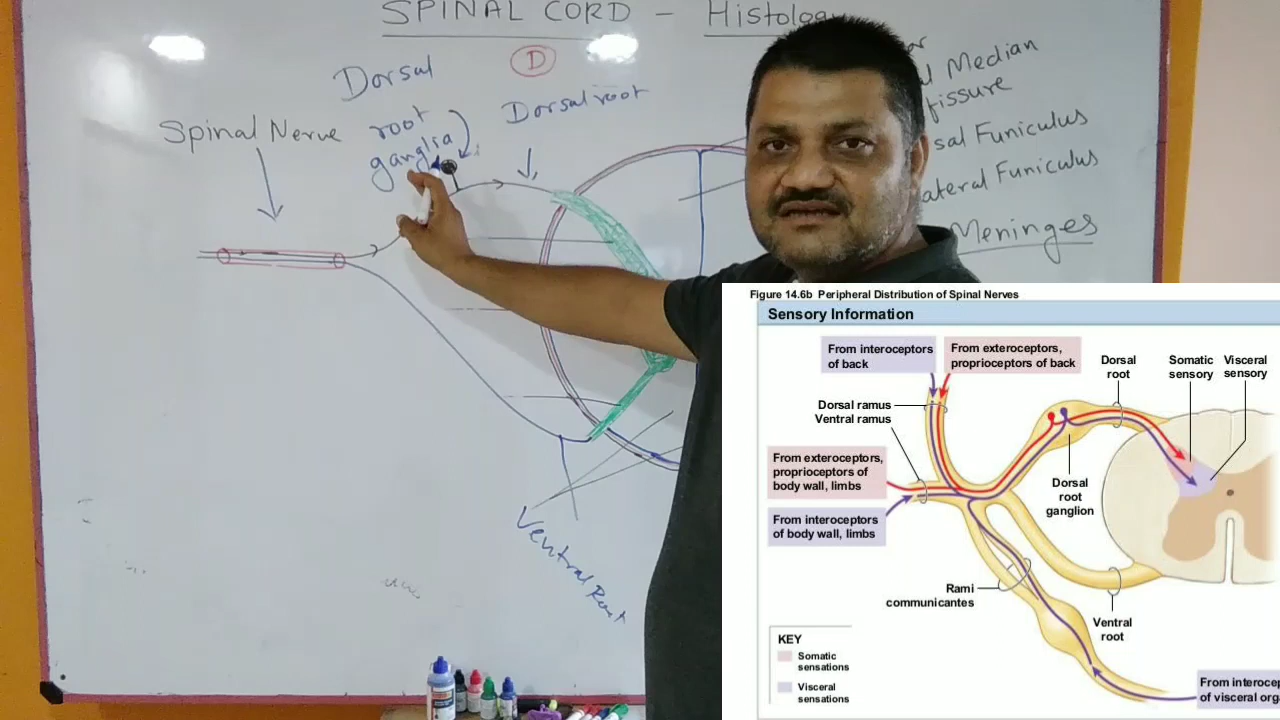 SPINAL CORD - Histology
D
Dorsal
root
ganglia
Dorsal root
Spinal Nerve
Median
fissure
Funiculus
ateral Funiculus
Meninges
Ventral Root
Figure 14.6b Peripheral Distribution of Spinal Nerves
Sensory Information
From interoceptors
of back
From exteroceptors,
proprioceptors of back
Dorsal
root
Somatic
sensory
Visceral
sensory
Dorsal ramus
Ventral ramus
From exteroceptors,
proprioceptors of
body wall, limbs
From interoceptors
of body wall, limbs
Dorsal
root
ganglion
Rami
communicantes
Ventral
root
KEY
Somatic
sensations
Visceral
sensations
From interocep
of visceral org